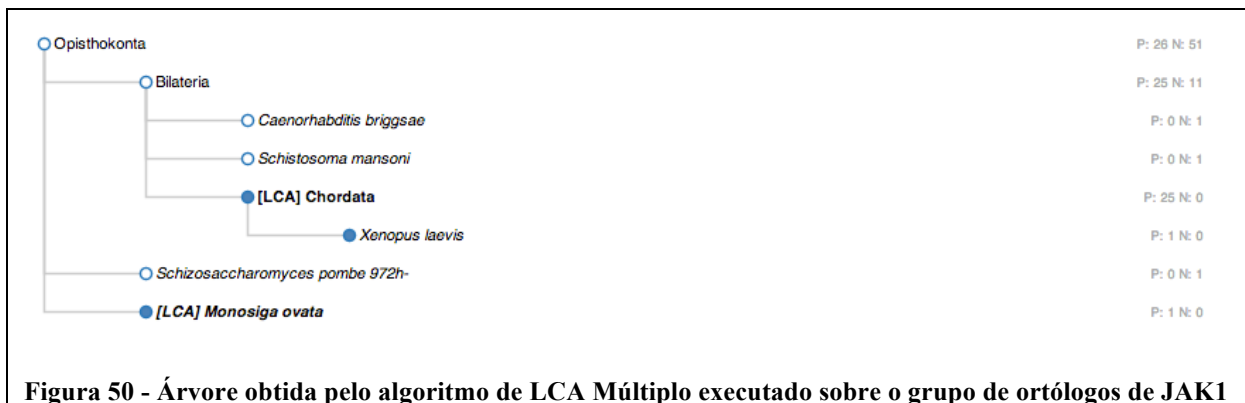 Opisthokonta P: 26 N: 51
Bilateria P: 25 N: 11
Caenorhabditis briggsae P: 0 N: 1
Schistosoma mansoni P: 0 N: 1
[LCA] Chordata P: 25 N: 0
Xenopus laevis P: 1 N: 0
Schizosaccharomyces pombe 972h- P: 0 N: 1
[LCA] Monosiga ovata P: 1 N: 0
Figura 50 - Árvore obtida pelo algoritmo de LCA Múltiplo executado sobre o grupo de ortólogos de JAK1